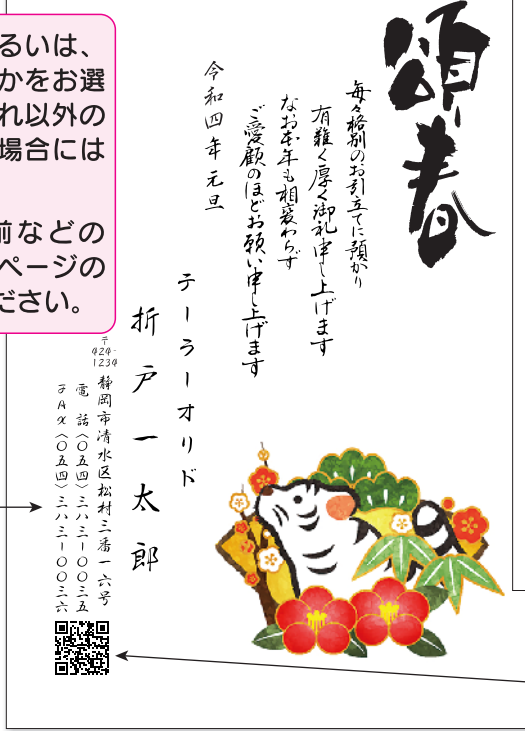 るいは、
かをお選
れ以外の
場合には
前などの
ページの
ださい。
頌春
毎々格別のお引立てに預かり
有難く厚く御礼申し上げます
なお本年も相変わらず
ご愛顧のほどお願い申し上げます
令和四年元旦
テーラーオリド
折戸一太郎
〒424-1234
静岡市清水区松村三番一六号
電話〈〇五四〉三八三ー〇〇三五
FAX〈〇五四〉三八三ー〇〇三六